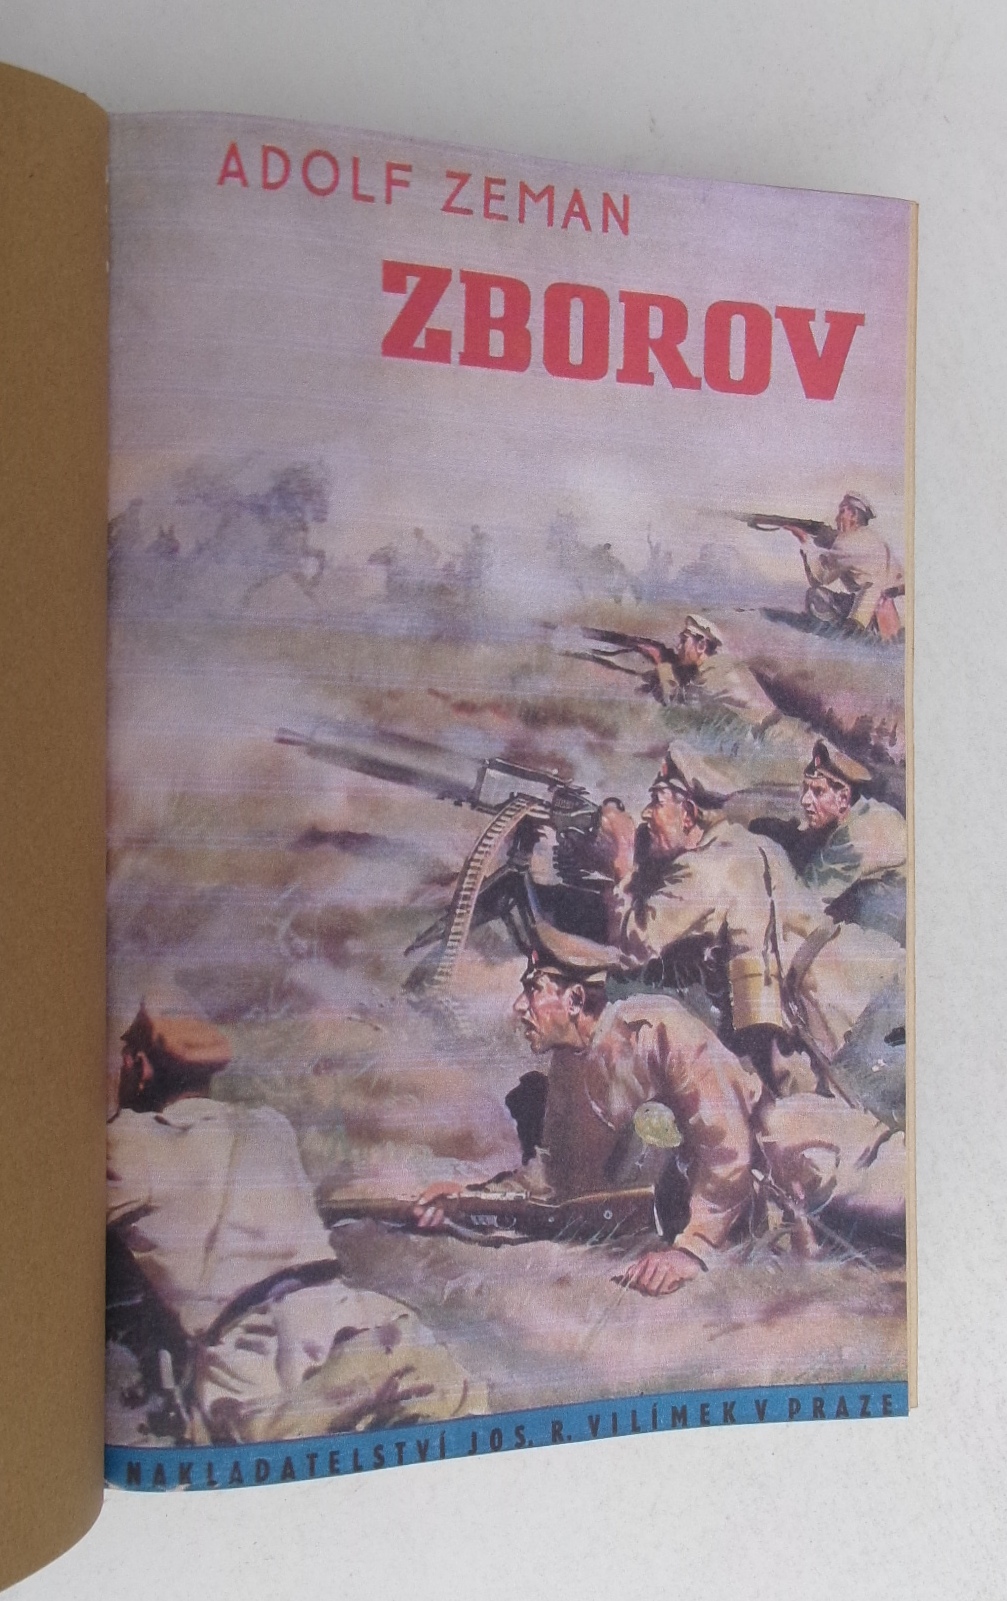 ADOLF ZEMAN
ZBOROV
NAKLADATELSTVÍ JOS. R. VILÍMEK V PRAZE